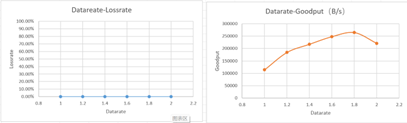 Datareate-Lossrate
100.00%
90.00%
80.00%
70.00%
60.00%
50.00%
40.00%
30.00%
20.00%
10.00%
0.00%
Lossrate
0.8 1 1.2 1.4 1.6 1.8 2 2.2
Datarate
Datarate-Goodput（B/s）
300000
250000
200000
150000
100000
50000
0
Goodput
0.8 1 1.2 1.4 1.6 1.8 2 2.2
Datarate